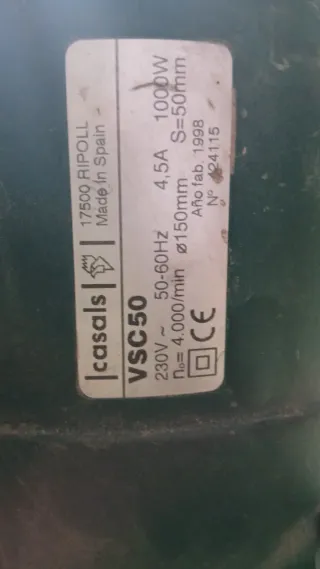 casals
17500 RIPOLL
Made in Spain
VSC50
230V ~ 50-60Hz 4,5A 1000W
n₀= 4.000/min ø150mm S=50mm
CE Año fab. 1998
Nº